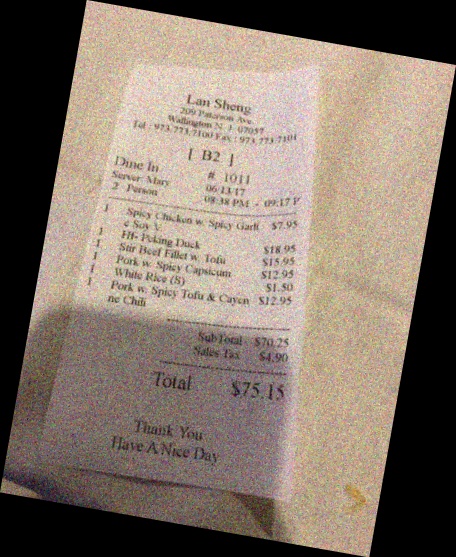 Lan Sheng
209 Paterson Ave.
Wallington N. J. 07057
Tel : 973.773.7100 Fax : 973.773.7101
[ B2 ]
Dine In # 1011
Server: Mary 06/13/17
2 Person 08:38 PM - 09:17 P
1 Spicy Chicken w. Spicy Garli $7.95
c Soy V
1 Hf- Peking Duck $18.95
1 Stir Beef Fillet w. Tofu $15.95
1 Pork w. Spicy Capsicum $12.95
1 White Rice (S) $1.50
1 Pork w. Spicy Tofu & Cayen $12.95
ne Chili
SubTotal $70.25
Sales Tax $4.90
Total $75.15
Thank You
Have A Nice Day